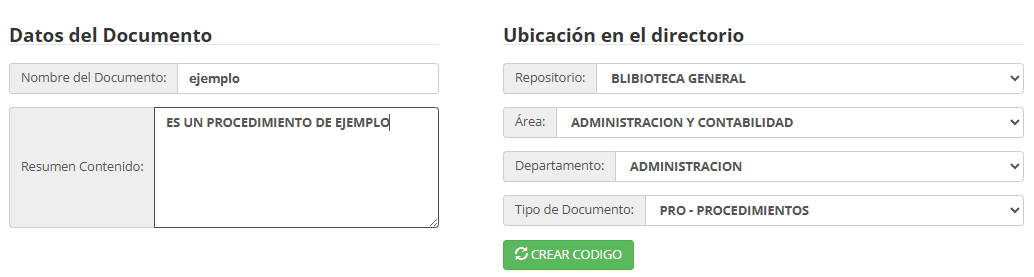 Datos del Documento
Nombre del Documento: ejemplo
Resumen Contenido: ES UN PROCEDIMIENTO DE EJEMPLO
Ubicación en el directorio
Repositorio: BLIBIOTECA GENERAL
Área: ADMINISTRACION Y CONTABILIDAD
Departamento: ADMINISTRACION
Tipo de Documento: PRO - PROCEDIMIENTOS
CREAR CODIGO